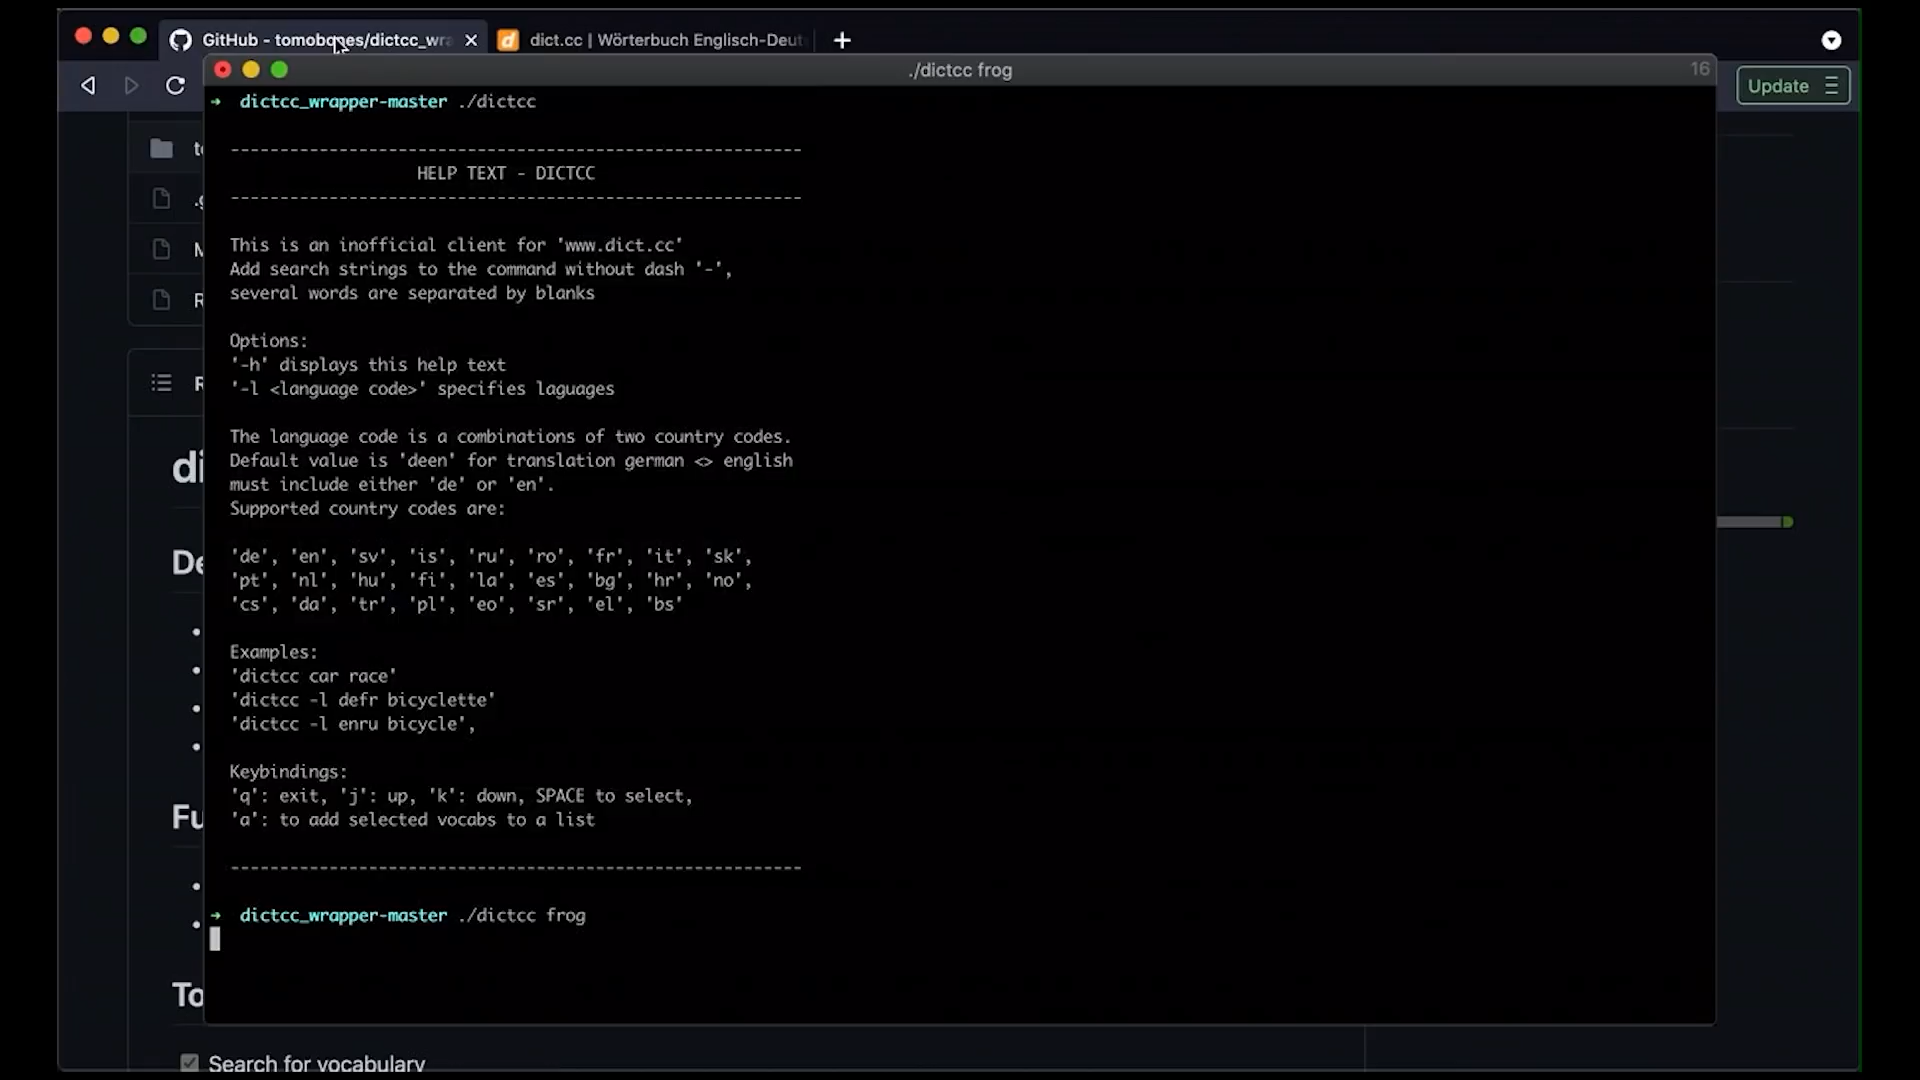 GitHub - tomobones/dictcc_wra
dict.cc | Wörterbuch Englisch-Deut
./dictcc frog
16
Update
➜ dictcc_wrapper-master ./dictcc
----------------------------------------------------------
HELP TEXT - DICTCC
----------------------------------------------------------
This is an inofficial client for 'www.dict.cc'
Add search strings to the command without dash '-',
several words are separated by blanks
Options:
'-h' displays this help text
'-l <language code>' specifies laguages
The language code is a combinations of two country codes.
Default value is 'deen' for translation german <> english
must include either 'de' or 'en'.
Supported country codes are:
'de', 'en', 'sv', 'is', 'ru', 'ro', 'fr', 'it', 'sk',
'pt', 'nl', 'hu', 'fi', 'la', 'es', 'bg', 'hr', 'no',
'cs', 'da', 'tr', 'pl', 'eo', 'sr', 'el', 'bs'
Examples:
'dictcc car race'
'dictcc -l defr bicyclette'
'dictcc -l enru bicycle',
Keybindings:
'q': exit, 'j': up, 'k': down, SPACE to select,
'a': to add selected vocabs to a list
----------------------------------------------------------
➜ dictcc_wrapper-master ./dictcc frog
di
De
Fu
To
Search for vocabulary